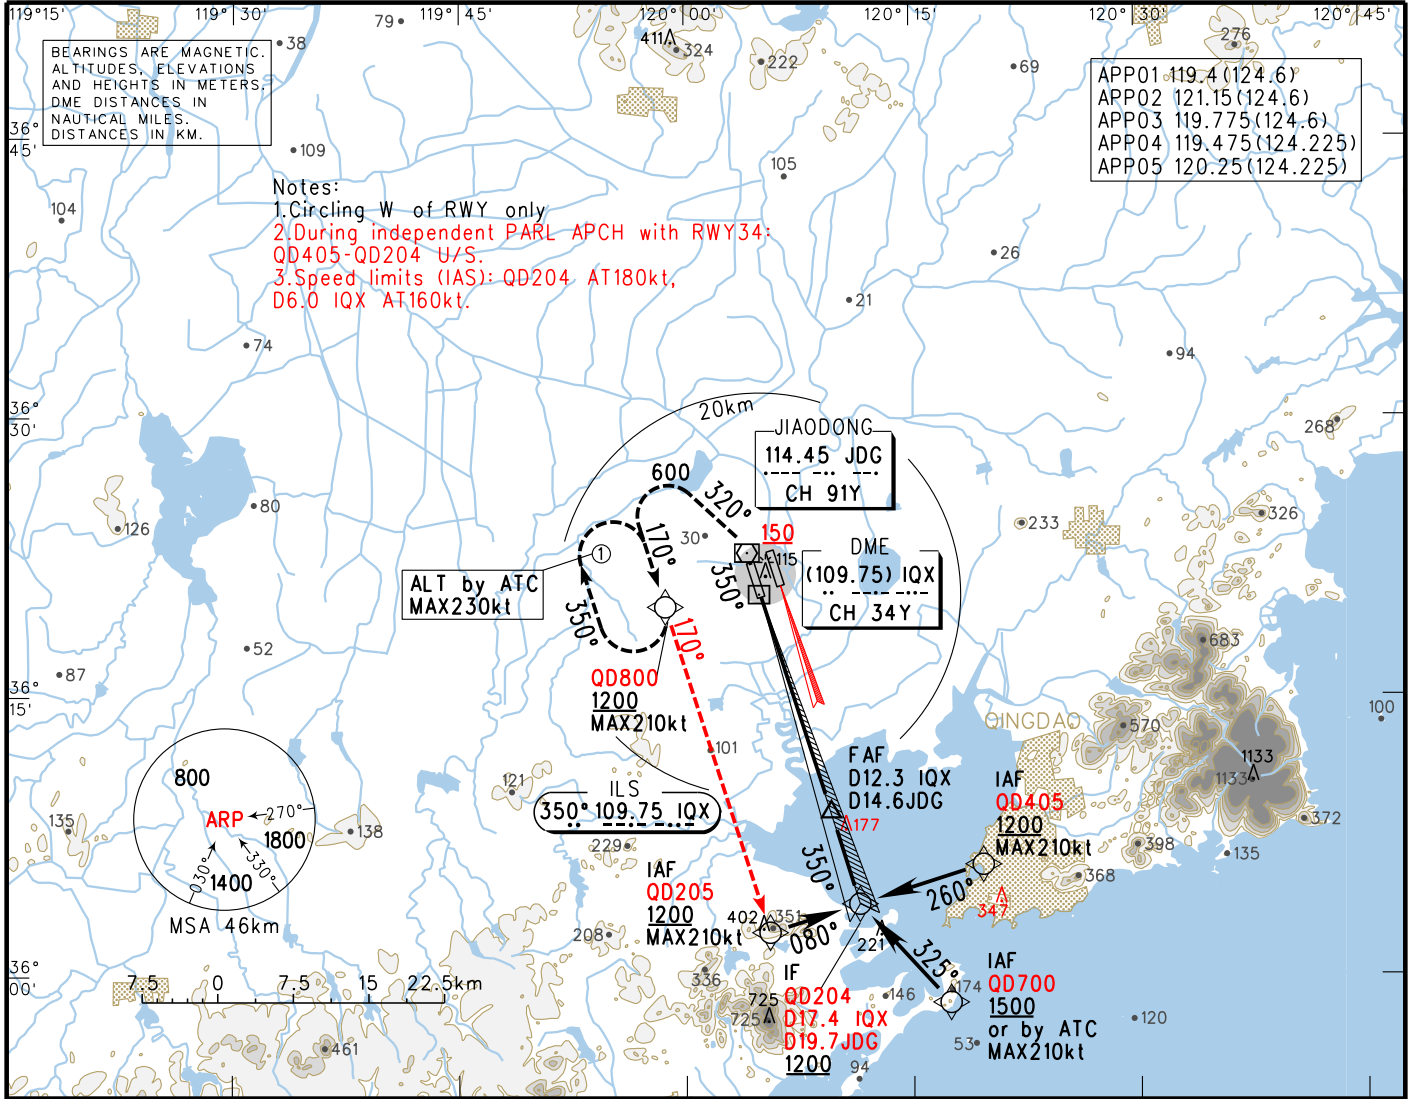 119°15'
119°30'
119°45'
120°00'
120°15'
120°30'
120°45'
BEARINGS ARE MAGNETIC.
ALTITUDES, ELEVATIONS
AND HEIGHTS IN METERS.
DME DISTANCES IN
NAUTICAL MILES.
DISTANCES IN KM.
79
38
411
324
222
69
276
APP01 119.4(124.6)
APP02 121.15(124.6)
APP03 119.775(124.6)
APP04 119.475(124.225)
APP05 120.25(124.225)
36°
45'
109
105
104
Notes:
1.Circling W of RWY only
2.During independent PARL APCH with RWY34:
QD405-QD204 U/S.
3.Speed limits (IAS): QD204 AT180kt,
D6.0 IQX AT160kt.
26
21
74
94
36°
30'
20km
268
JIAODONG
114.45 JDG
CH 91Y
600
320°
80
126
233
326
30
150
115
170°
350°
1
350°
DME
(109.75) IQX
CH 34Y
ALT by ATC
MAX230kt
52
87
683
170°
QD800
1200
MAX210kt
36°
15'
QINGDAO
570
100
101
800
ARP
270°
1800
030°
330°
1400
MSA 46km
135
138
121
ILS
350° 109.75 IQX
FAF
D12.3 IQX
D14.6JDG
177
IAF
QD405
1200
MAX210kt
1133
1133
372
398
135
368
347
229
350°
260°
IAF
QD205
1200
MAX210kt
402
351
080°
221
208
325°
336
36°
00'
7.5 0 7.5 15 22.5km
725
725
IF
QD204
D17.4 IQX
D19.7JDG
1200
146
174
IAF
QD700
1500
or by ATC
MAX210kt
53
94
120
461